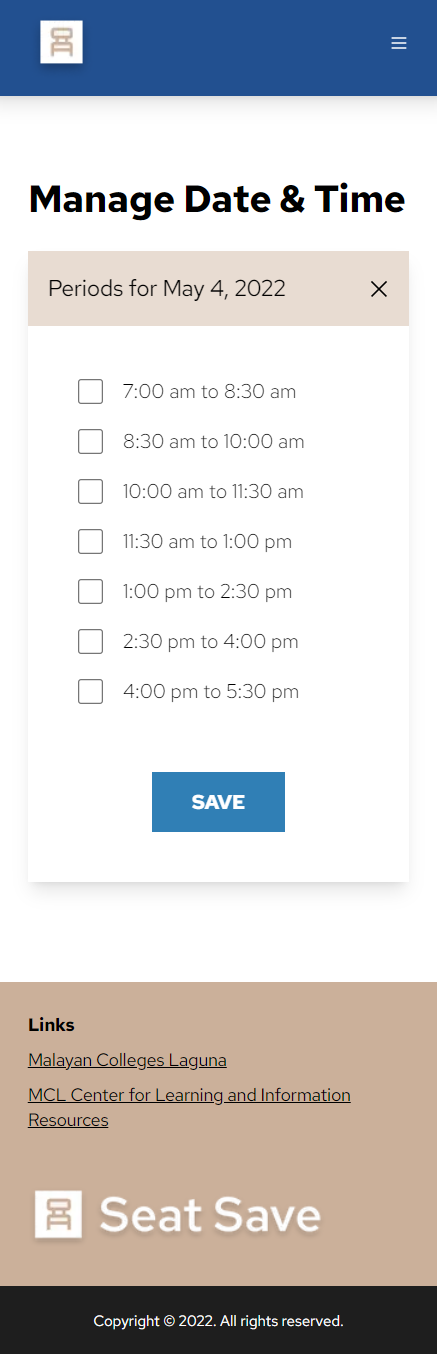 Manage Date & Time
Periods for May 4, 2022
7:00 am to 8:30 am
8:30 am to 10:00 am
10:00 am to 11:30 am
11:30 am to 1:00 pm
1:00 pm to 2:30 pm
2:30 pm to 4:00 pm
4:00 pm to 5:30 pm
SAVE
Links
Malayan Colleges Laguna
MCL Center for Learning and Information
Resources
Seat Save
Copyright © 2022. All rights reserved.